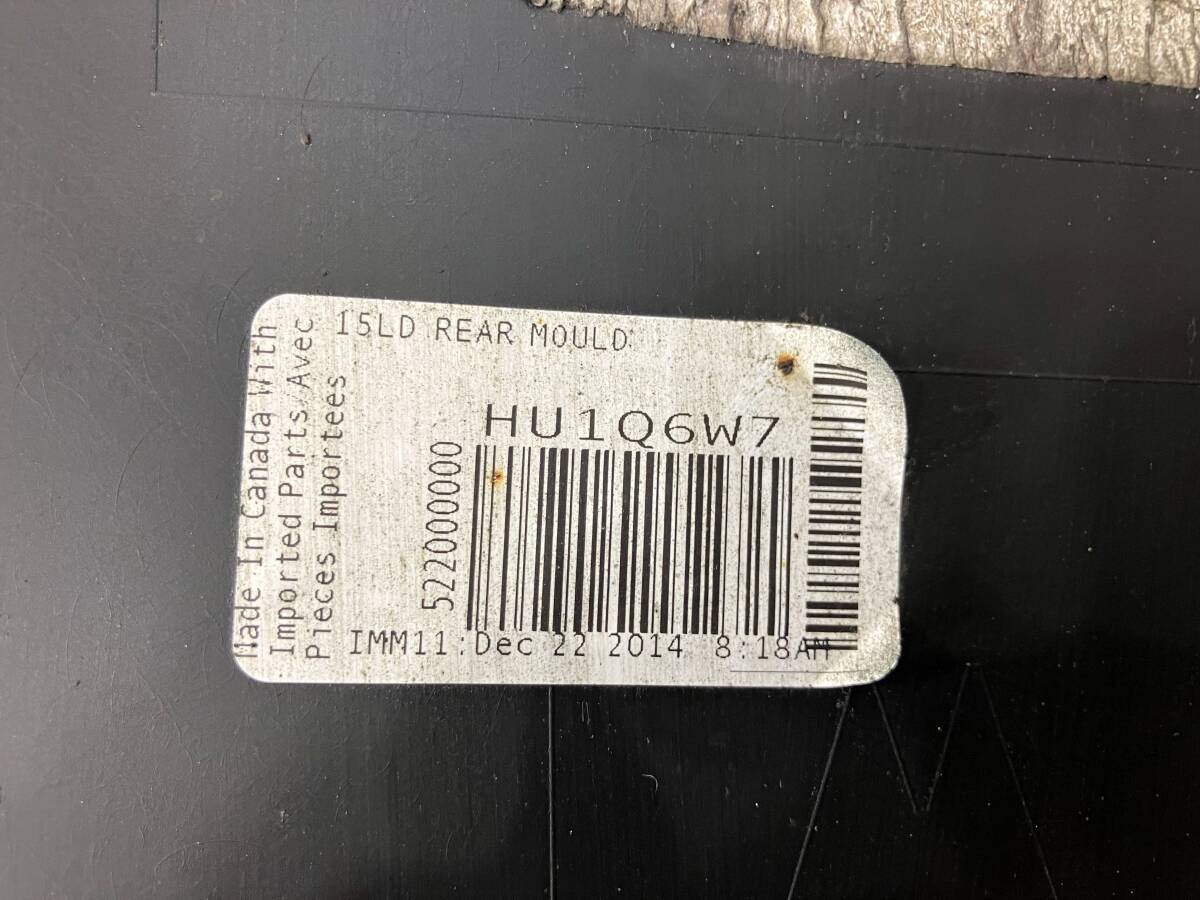 15LD REAR MOULD
HU1Q6W7
522000000
IMM11:Dec 22 2014 8:18AM
Made In Canada With
Imported Parts/Avec
Pieces Importees